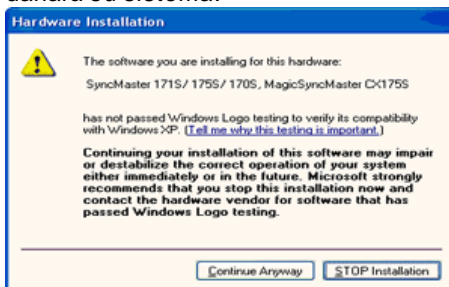 Hardware Installation
The software you are installing for this hardware:
SyncMaster 171S/ 175S/ 170S, MagicSyncMaster CX175S
has not passed Windows Logo testing to verify its compatibility
with Windows XP. (Tell me why this testing is important.)
Continuing your installation of this software may impair
or destabilize the correct operation of your system
either immediately or in the future. Microsoft strongly
recommends that you stop this installation now and
contact the hardware vendor for software that has
passed Windows Logo testing.
Continue Anyway
STOP Installation